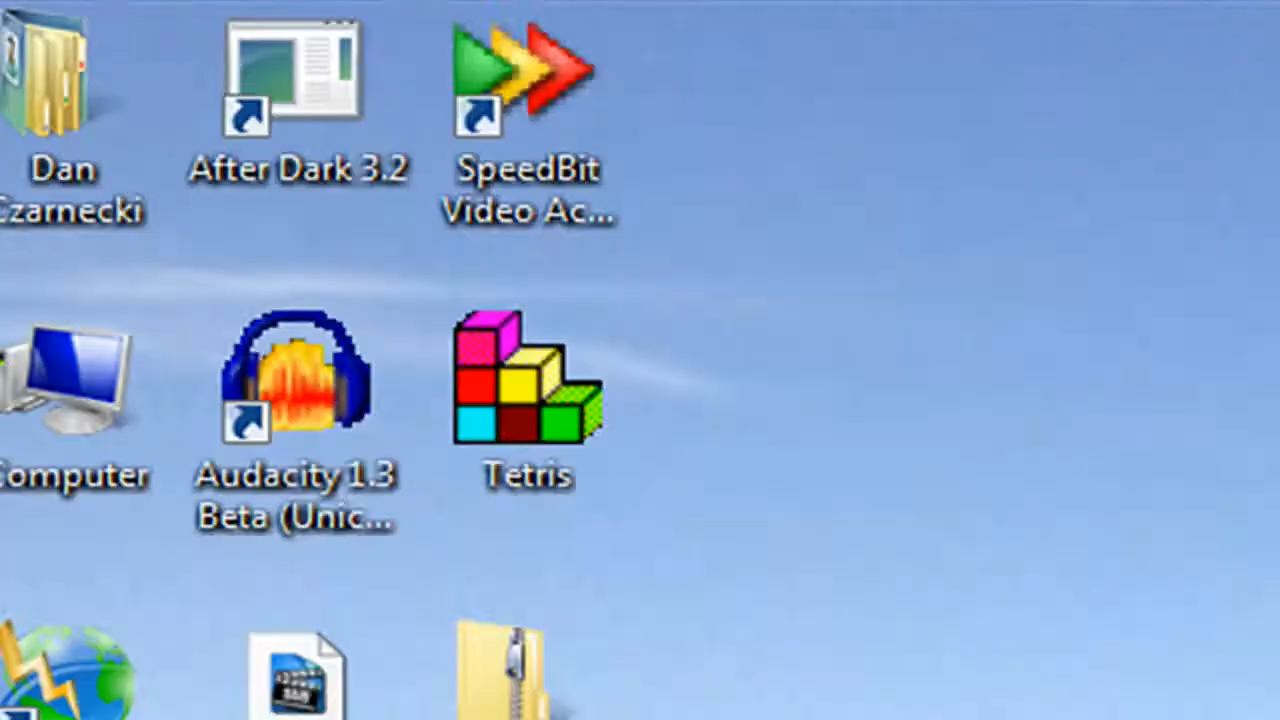 Dan
Czarnecki
After Dark 3.2
SpeedBit
Video Ac...
Computer
Audacity 1.3
Beta (Unic...
Tetris